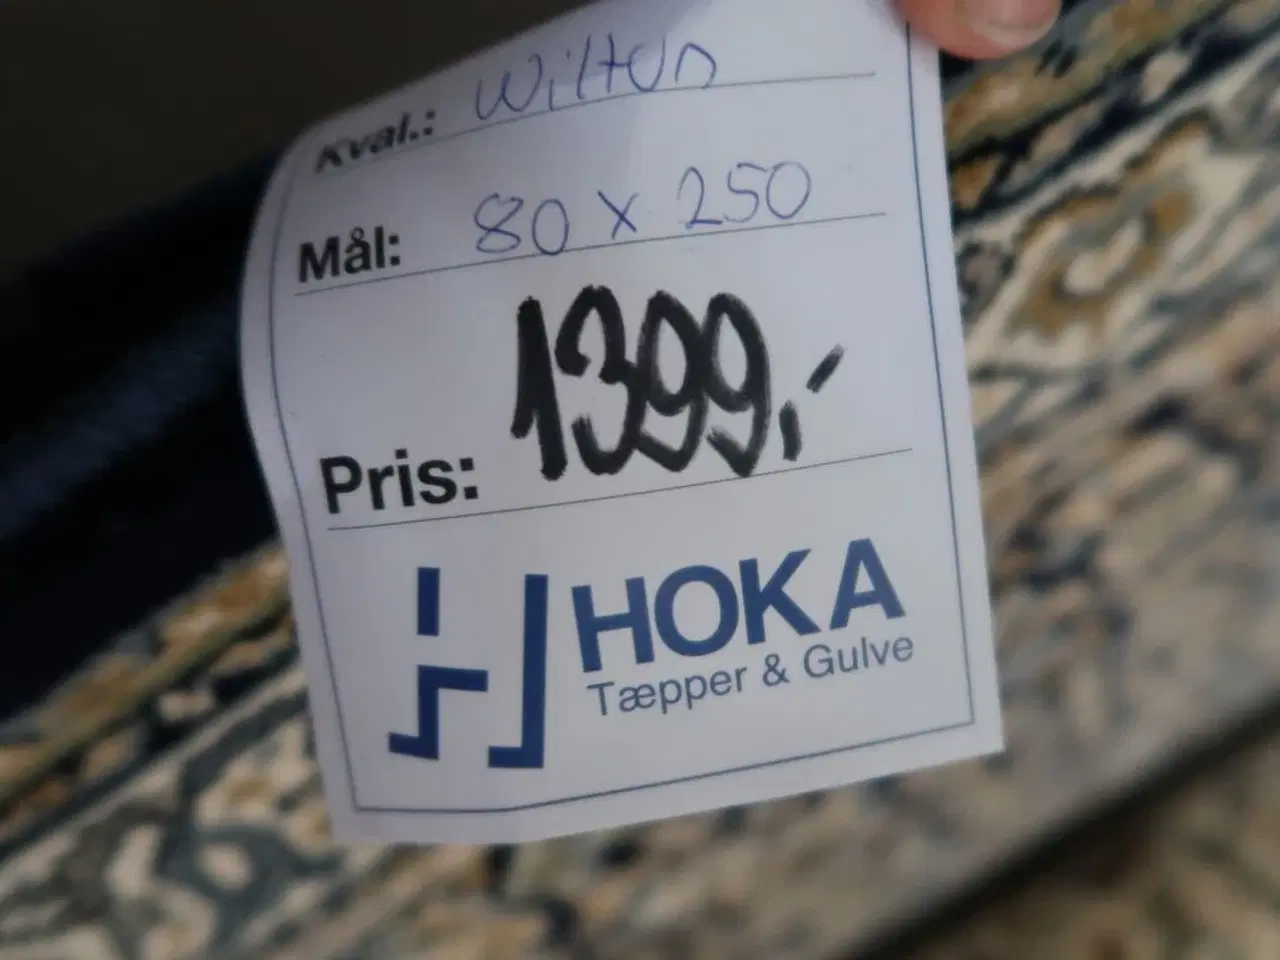 Kval.: Wilton
Mål: 80 x 250
Pris: 1399,-
HOKA
Tæpper & Gulve